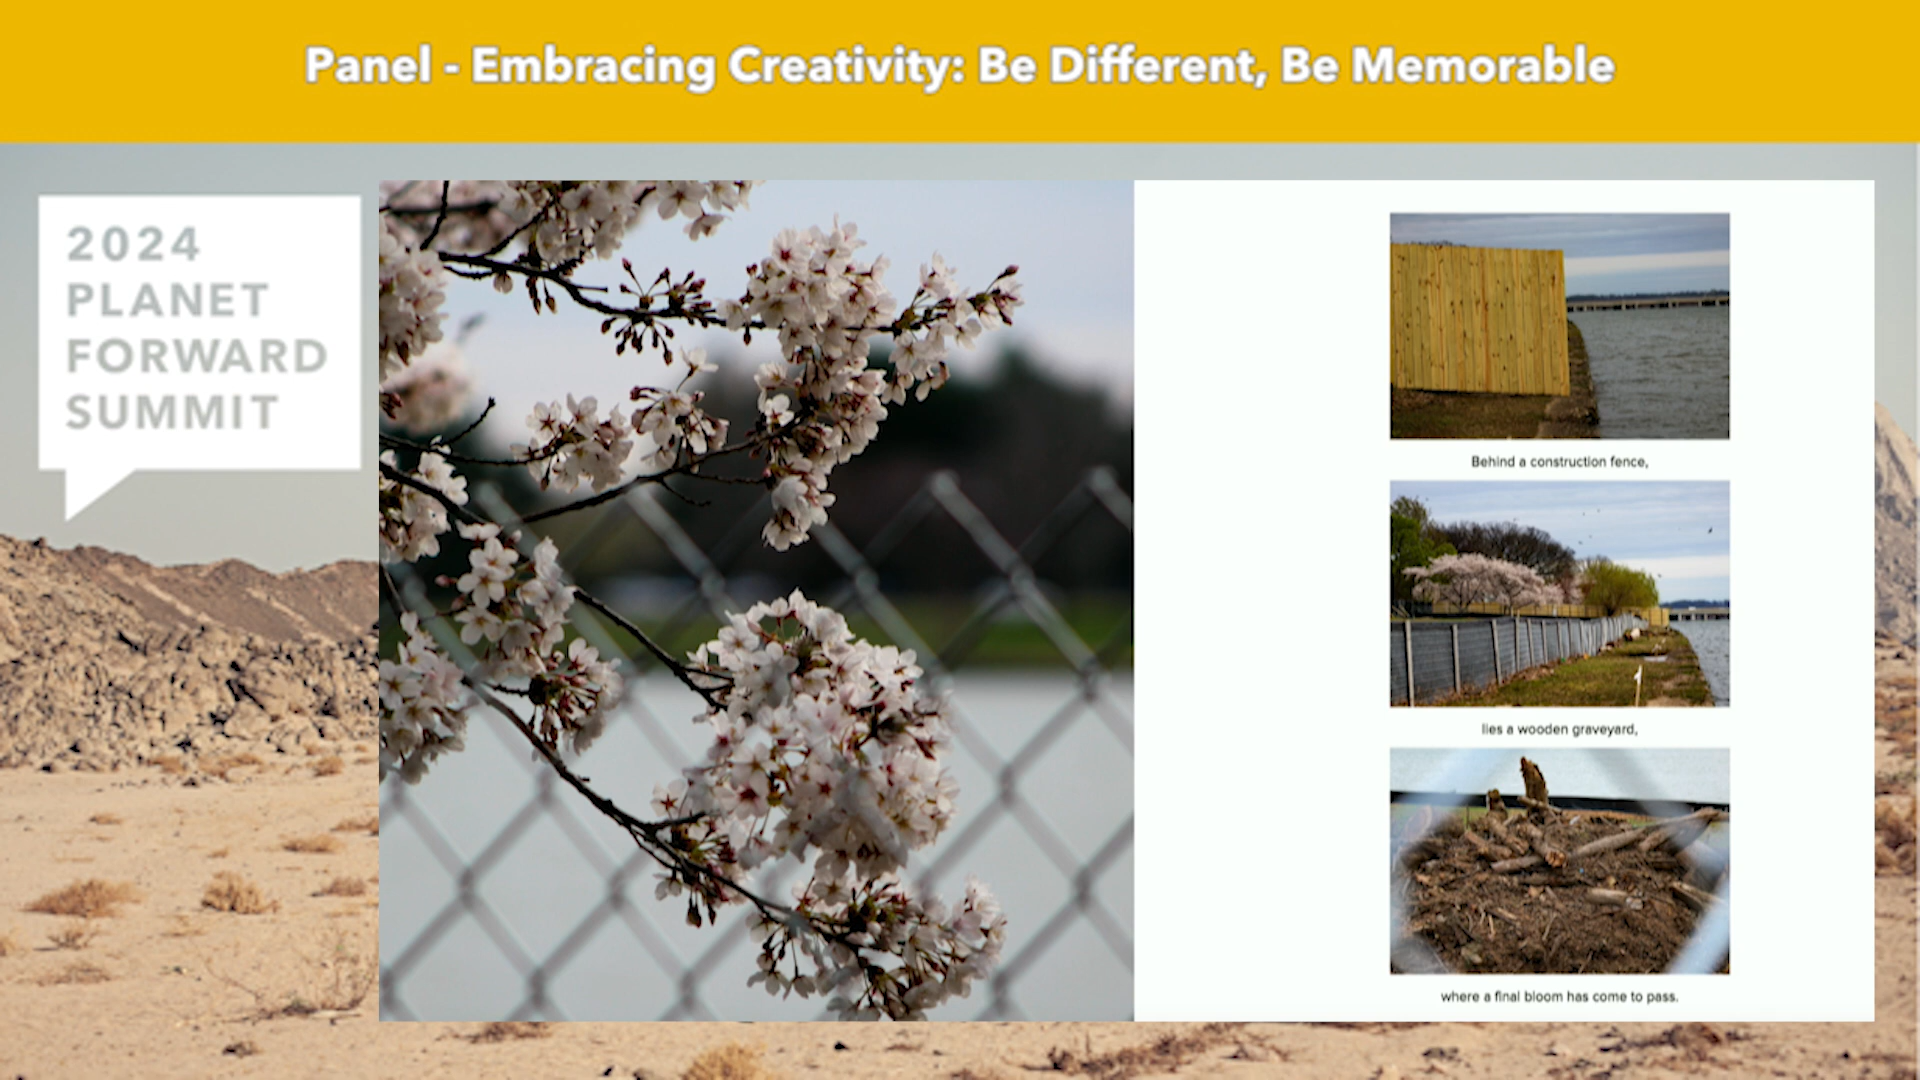 Panel - Embracing Creativity: Be Different, Be Memorable
2024
PLANET
FORWARD
SUMMIT
Behind a construction fence,
lies a wooden graveyard,
where a final bloom has come to pass.